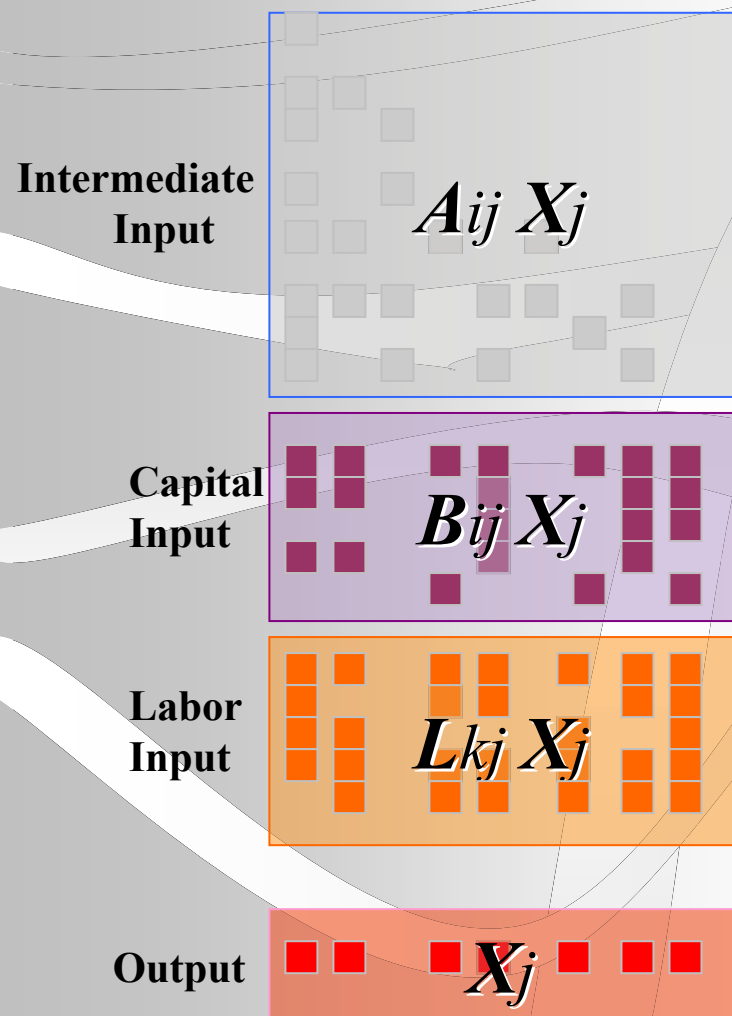 Intermediate
Input
Aij Xj
Capital
Input
Bij Xj
Labor
Input
Lkj Xj
Output
Xj